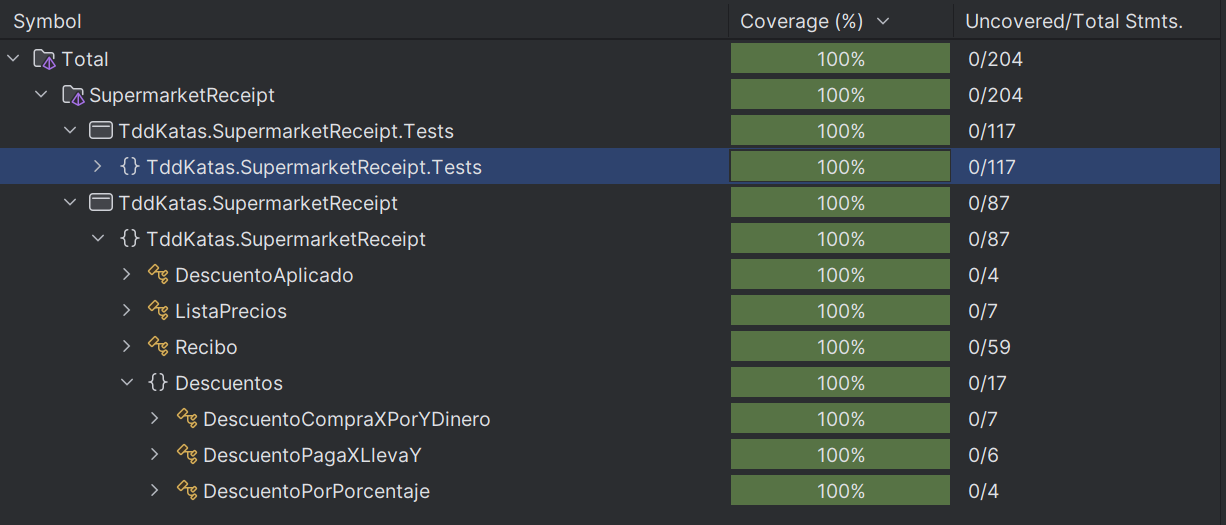 Symbol Coverage (%) Uncovered/Total Stmts.
Total 100% 0/204
SupermarketReceipt 100% 0/204
TddKatas.SupermarketReceipt.Tests 100% 0/117
{} TddKatas.SupermarketReceipt.Tests 100% 0/117
TddKatas.SupermarketReceipt 100% 0/87
{} TddKatas.SupermarketReceipt 100% 0/87
DescuentoAplicado 100% 0/4
ListaPrecios 100% 0/7
Recibo 100% 0/59
{} Descuentos 100% 0/17
DescuentoCompraXPorYDinero 100% 0/7
DescuentoPagaXLlevaY 100% 0/6
DescuentoPorPorcentaje 100% 0/4